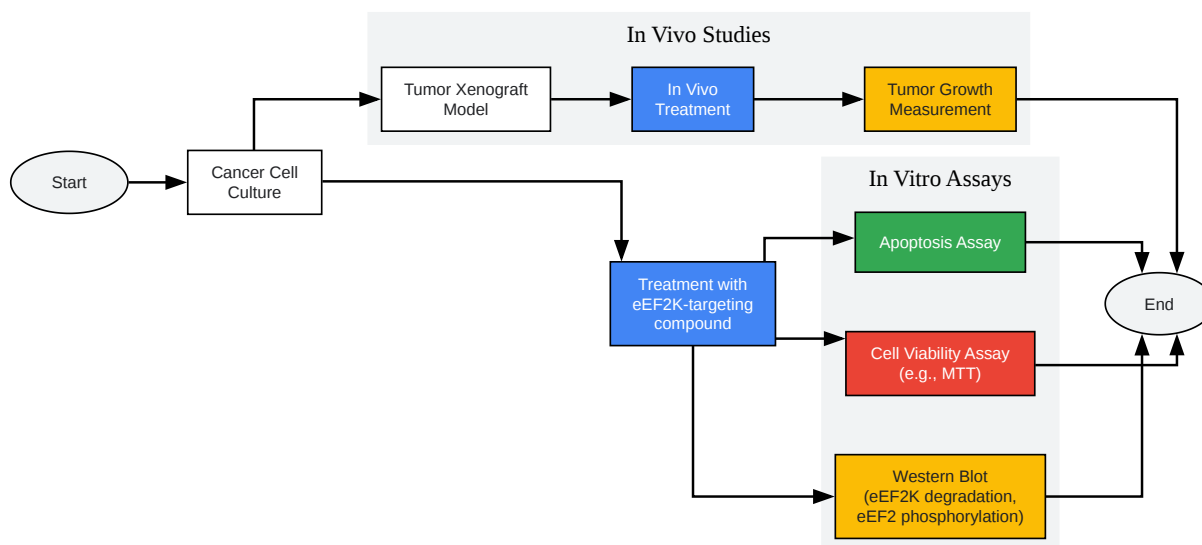 In Vivo Studies
Tumor Xenograft
Model
In Vivo
Treatment
Tumor Growth
Measurement
Start
Cancer Cell
Culture
In Vitro Assays
Apoptosis Assay
Treatment with
eEF2K-targeting
compound
End
Cell Viability Assay
(e.g., MTT)
Western Blot
(eEF2K degradation,
eEF2 phosphorylation)